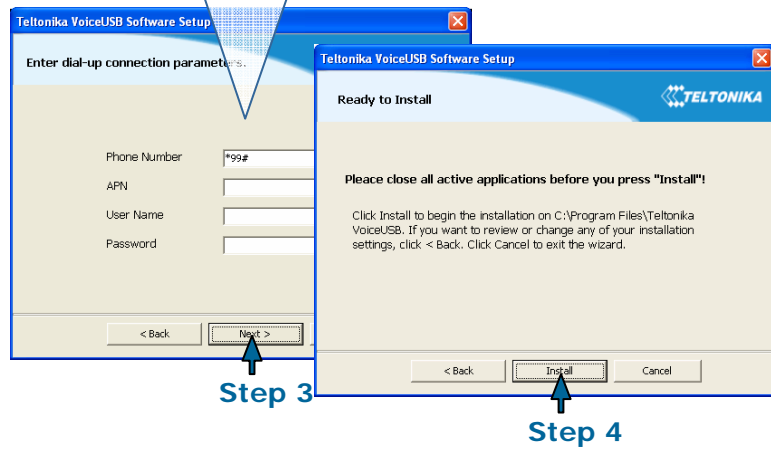 Teltonika VoiceUSB Software Setup
Enter dial-up connection parameters.
Phone Number
*99#
APN
User Name
Password
< Back
Next >
Step 3
Teltonika VoiceUSB Software Setup
Ready to Install
TELTONIKA
Pleace close all active applications before you press "Install"!
Click Install to begin the installation on C:\Program Files\Teltonika
VoiceUSB. If you want to review or change any of your installation
settings, click < Back. Click Cancel to exit the wizard.
< Back
Install
Cancel
Step 4